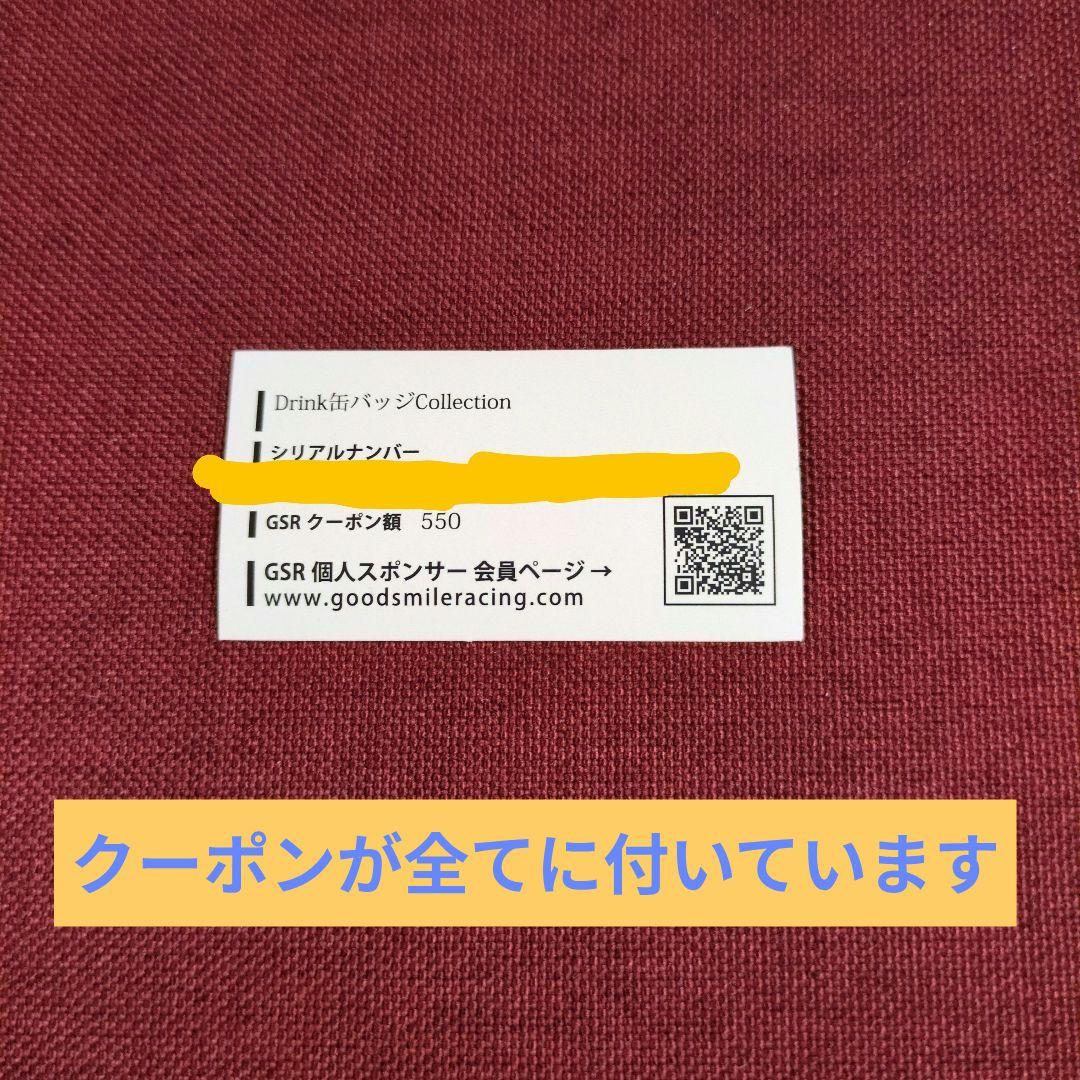 Drink缶バッジCollection
シリアルナンバー
GSR クーポン額 550
GSR 個人スポンサー 会員ページ →
www.goodsmileracing.com
クーポンが全てに付いています